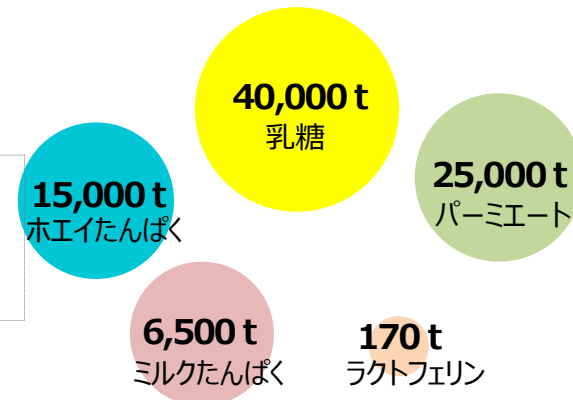 40,000 t
乳糖
25,000 t
パーミエート
15,000 t
ホエイたんぱく
6,500 t
ミルクたんぱく
170 t
ラクトフェリン